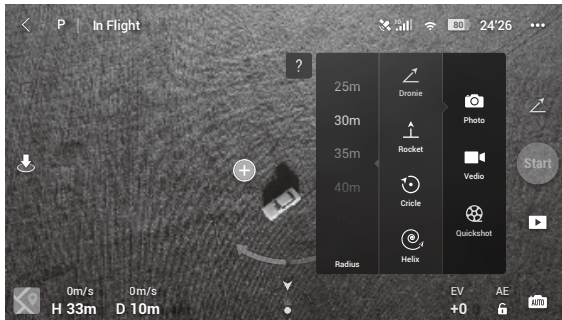 P | In Flight
80 24'26
?
25m
30m
35m
40m
Radius
Dronie
Rocket
Cricle
Helix
Photo
Vedio
Quickshot
Start
0m/s 0m/s
H 33m D 10m
EV AE
+0
AUTO